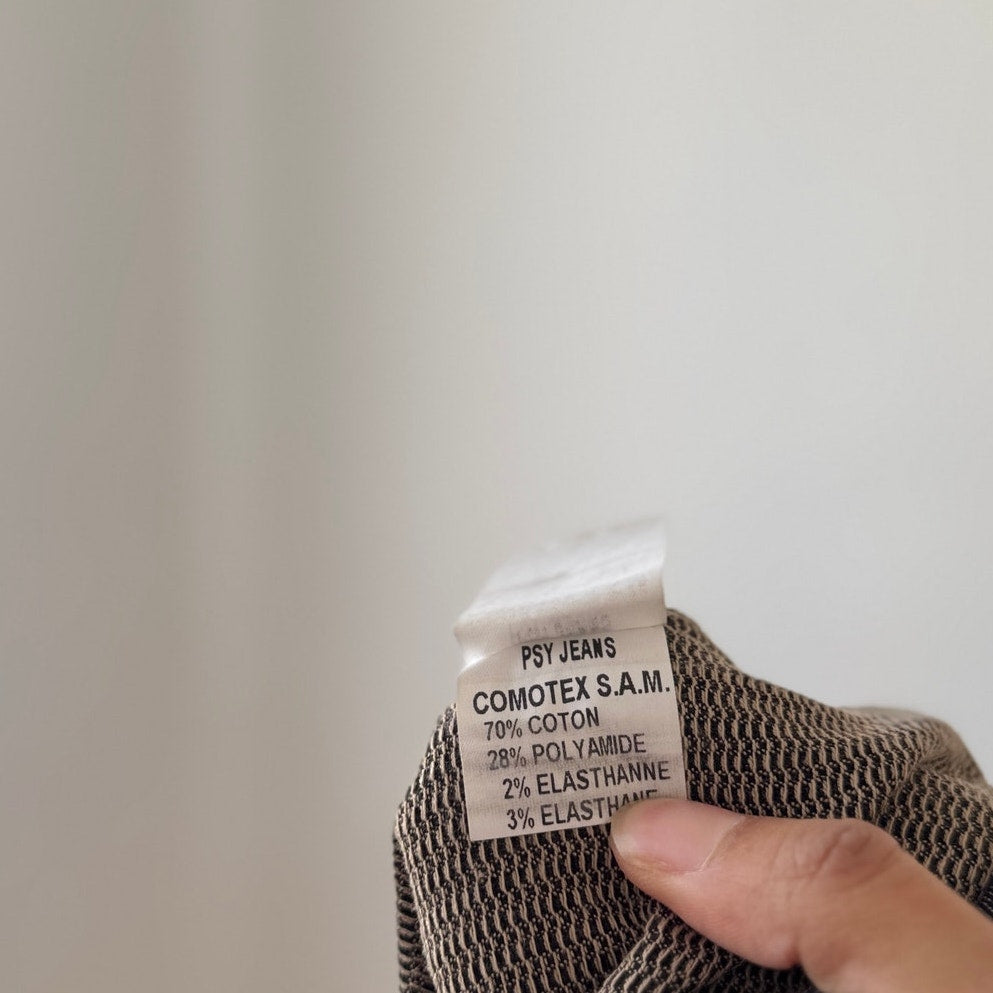 PSY JEANS
COMOTEX S.A.M.
70% COTON
28% POLYAMIDE
2% ELASTHANNE
3% ELASTHANE